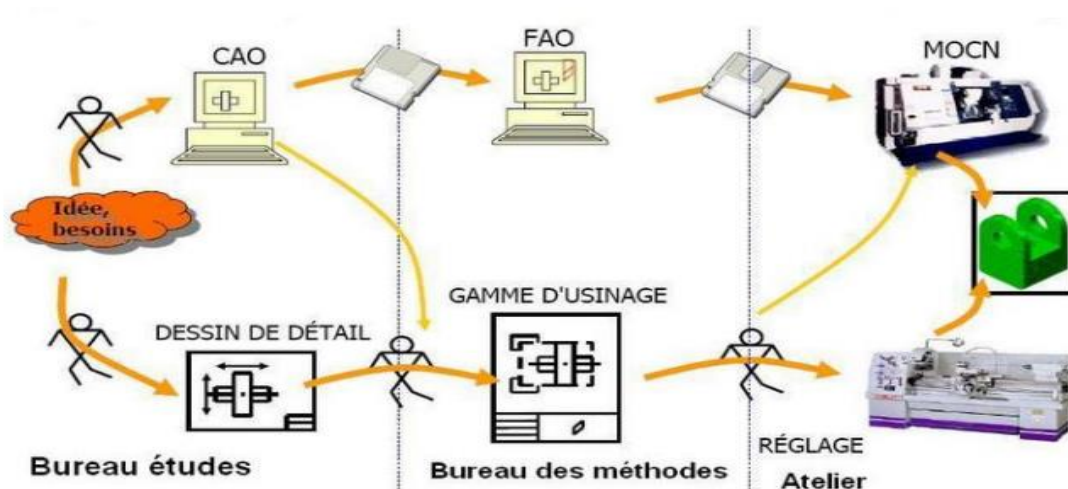 CAO
FAO
MOCN
Idée,
besoins
DESSIN DE DÉTAIL
GAMME D'USINAGE
RÉGLAGE
Bureau études
Bureau des méthodes
Atelier